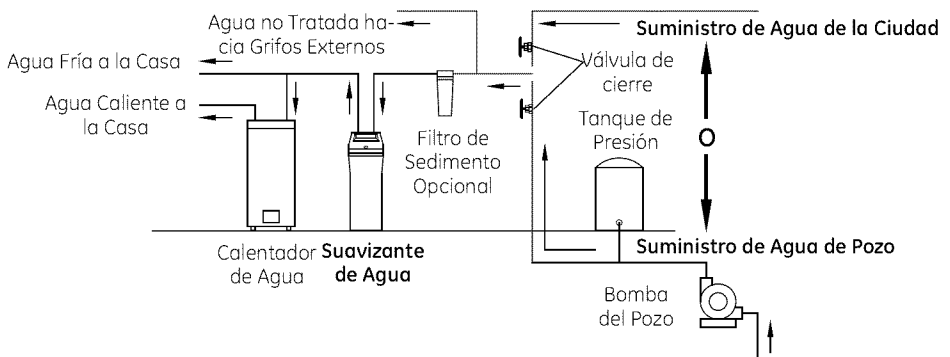 Agua no Tratada ha
cia Grifos Externos
Suministro de Agua de la Ciudad
Agua Fría a la Casa
Válvula de
cierre
Agua Caliente a
la Casa
Filtro de
Sedimento
Opcional
Tanque de
Presión
O
Calentador
de Agua
Suavizante
de Agua
Suministro de Agua de Pozo
Bomba
del Pozo